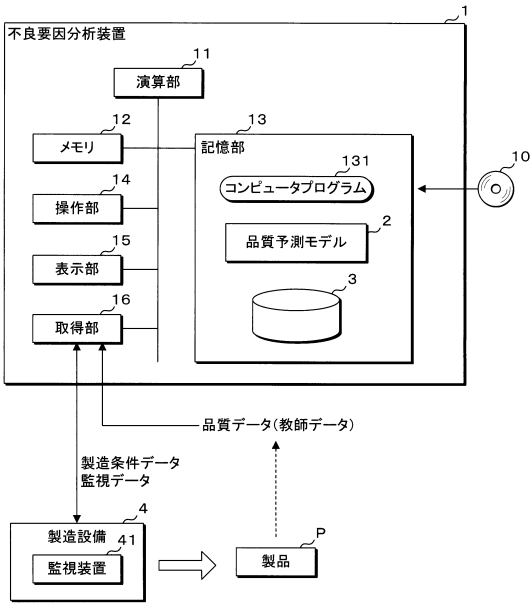 1
不良要因分析装置
11
演算部
12
メモリ
13
記憶部
131
コンピュータプログラム
10
14
操作部
2
品質予測モデル
15
表示部
3
16
取得部
品質データ(教師データ)
製造条件データ
監視データ
4
製造設備
41
監視装置
P
製品